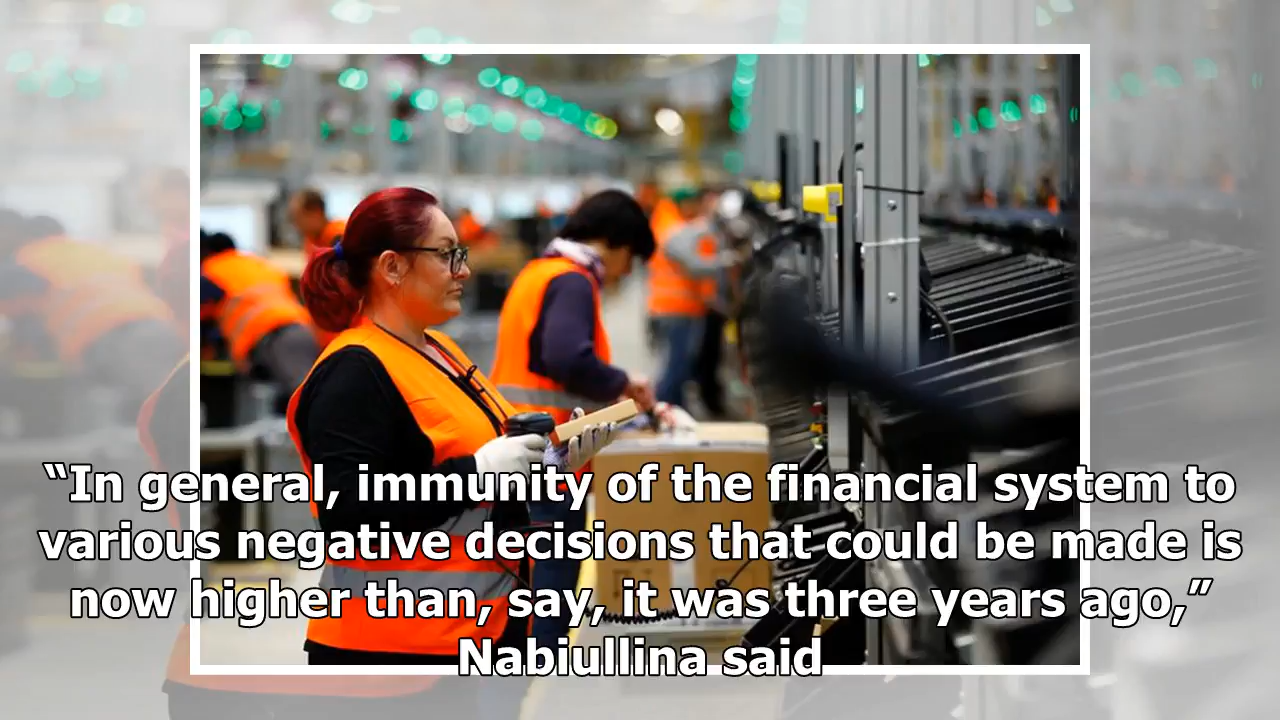 “In general, immunity of the financial system to
various negative decisions that could be made is
now higher than, say, it was three years ago,”
Nabiullina said